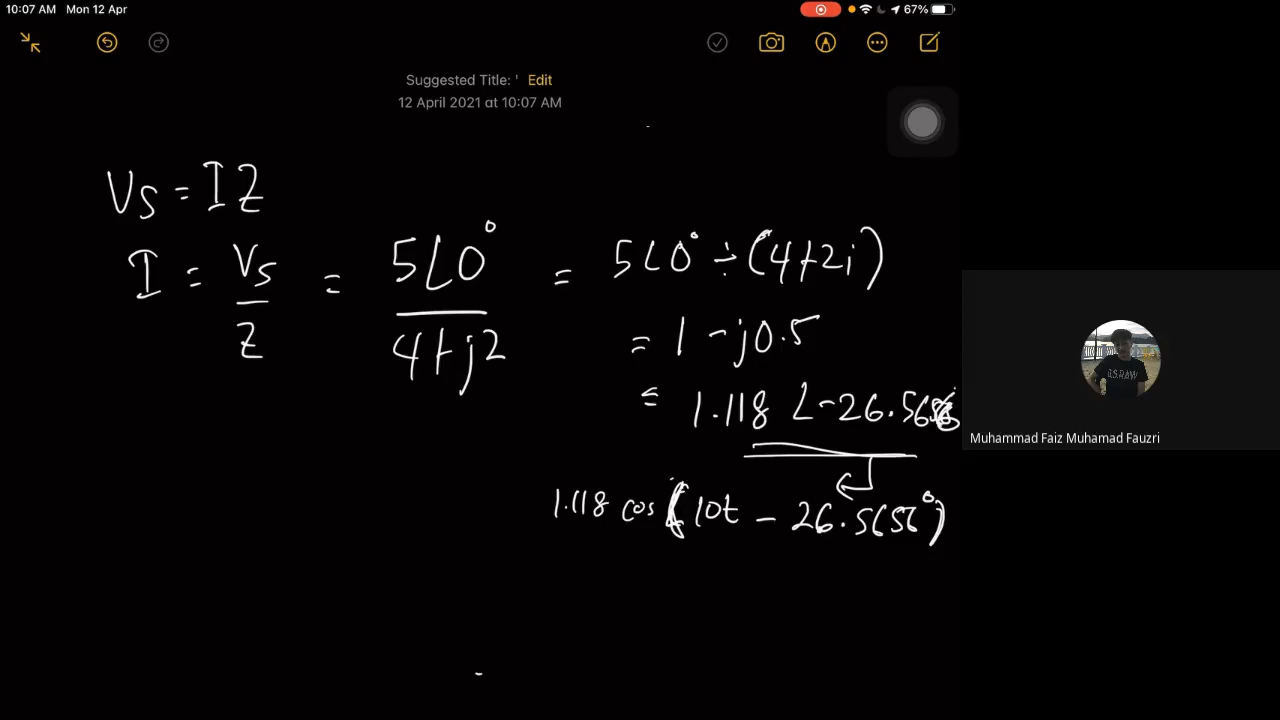 10:07 AM Mon 12 Apr
67%
Suggested Title: ' Edit
12 April 2021 at 10:07 AM
Vs = IZ
I = Vs/Z = 5∠0°/4+j2 = 5∠0° ÷ (4+2i)
= 1 - j0.5
= 1.118 ∠-26.5656
1.118 cos (10t - 26.5656°)
Muhammad Faiz Muhamad Fauzri